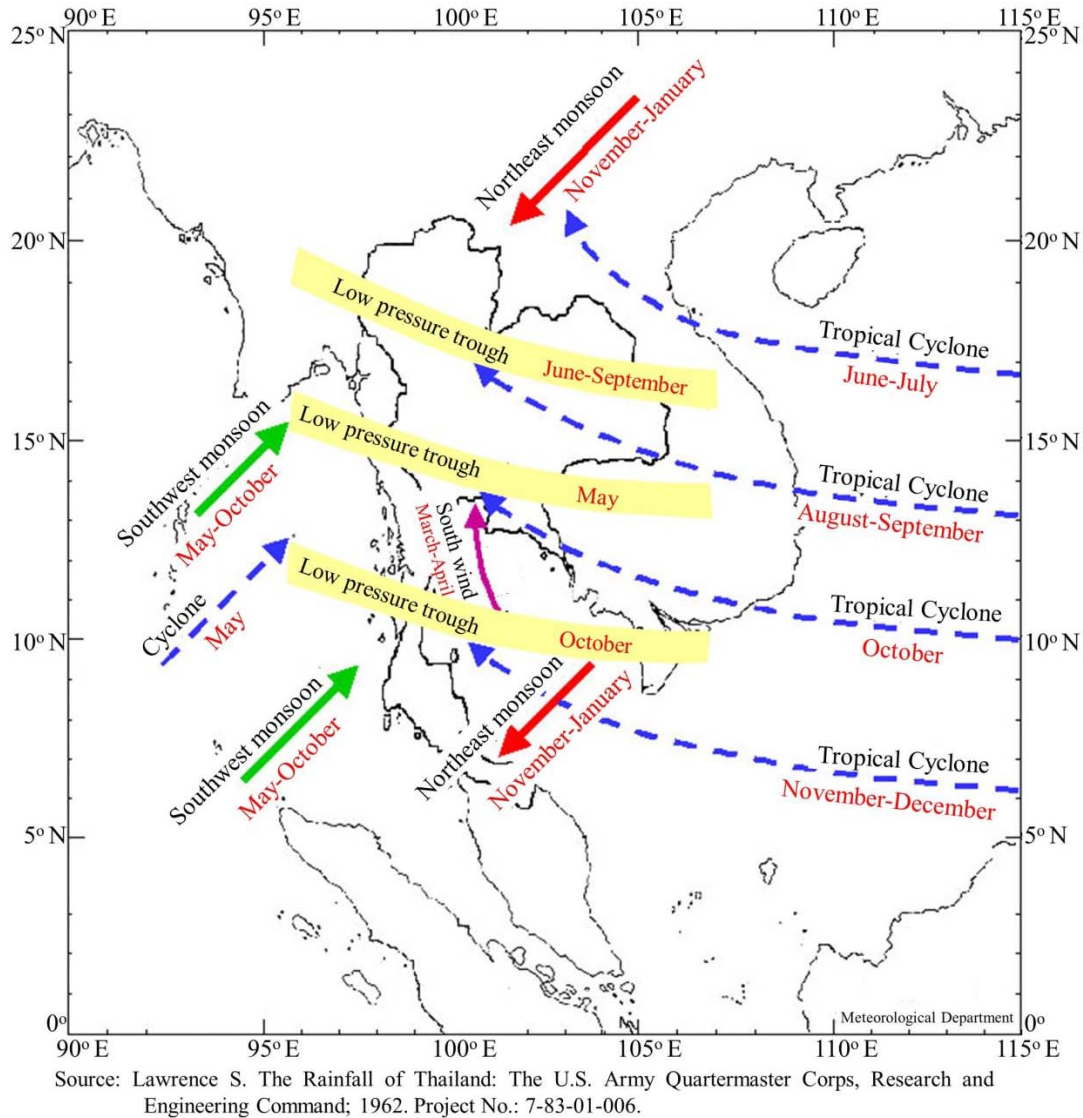 90° E 95° E 100° E 105° E 110° E 115° E
25° N 25° N
Northeast monsoon
November-January
20° N 20° N
Low pressure trough
June-September
Tropical Cyclone
June-July
15° N 15° N
Southwest monsoon
May-October
Low pressure trough
May
Tropical Cyclone
August-September
South wind
March-April
Cyclone
May
Low pressure trough
October
Tropical Cyclone
October
10° N 10° N
Southwest monsoon
May-October
Northeast monsoon
November-January
Tropical Cyclone
November-December
5° N 5° N
Meteorological Department
0° 0°
90° E 95° E 100° E 105° E 110° E 115° E
Source: Lawrence S. The Rainfall of Thailand: The U.S. Army Quartermaster Corps, Research and
Engineering Command; 1962. Project No.: 7-83-01-006.